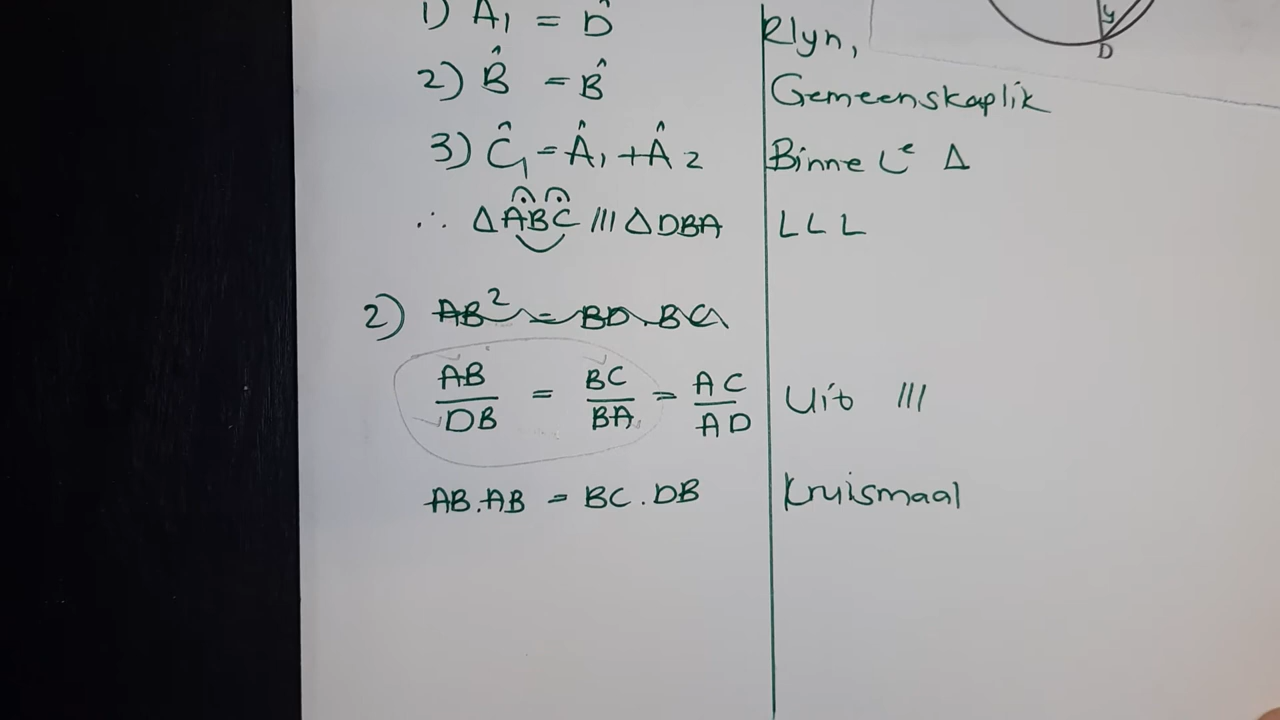 1) Â₁ = D̂ Rlyn,
2) B̂ = B̂ Gemeenskaplik
3) Ĉ₁ = Â₁ + Â₂ Binne ∠ᵉ Δ
∴ ΔABC /// ΔDBA ∠∠∠
2) AB² = BD.BC
AB/DB = BC/BA = AC/AD Uit ///
AB.AB = BC.DB Kruismaal
y
D